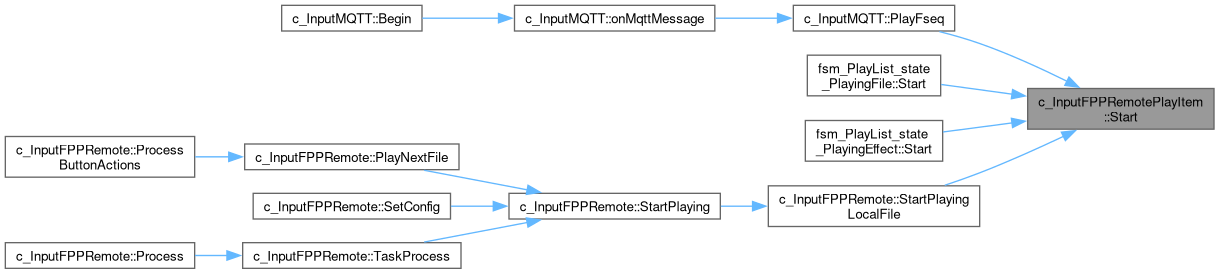 c_InputMQTT::Begin
c_InputMQTT::onMqttMessage
c_InputMQTT::PlayFseq
fsm_PlayList_state
_PlayingFile::Start
c_InputFPPRemotePlayItem
::Start
fsm_PlayList_state
_PlayingEffect::Start
c_InputFPPRemote::Process
ButtonActions
c_InputFPPRemote::PlayNextFile
c_InputFPPRemote::SetConfig
c_InputFPPRemote::StartPlaying
c_InputFPPRemote::StartPlaying
LocalFile
c_InputFPPRemote::Process
c_InputFPPRemote::TaskProcess